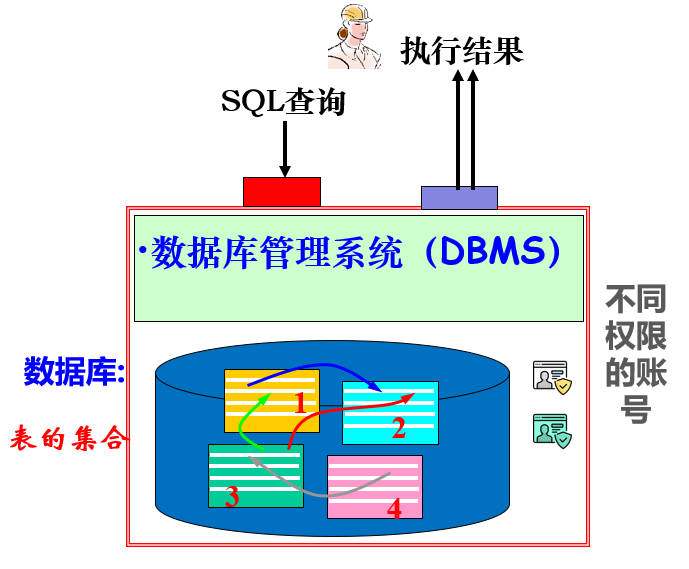 执行结果
SQL查询
·数据库管理系统（DBMS）
不同
权限
的账
号
数据库:
表的集合
1
2
3
4